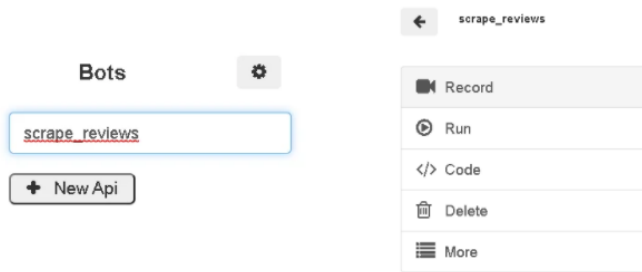 Bots
scrape_reviews
New Api
scrape_reviews
Record
Run
</> Code
Delete
More